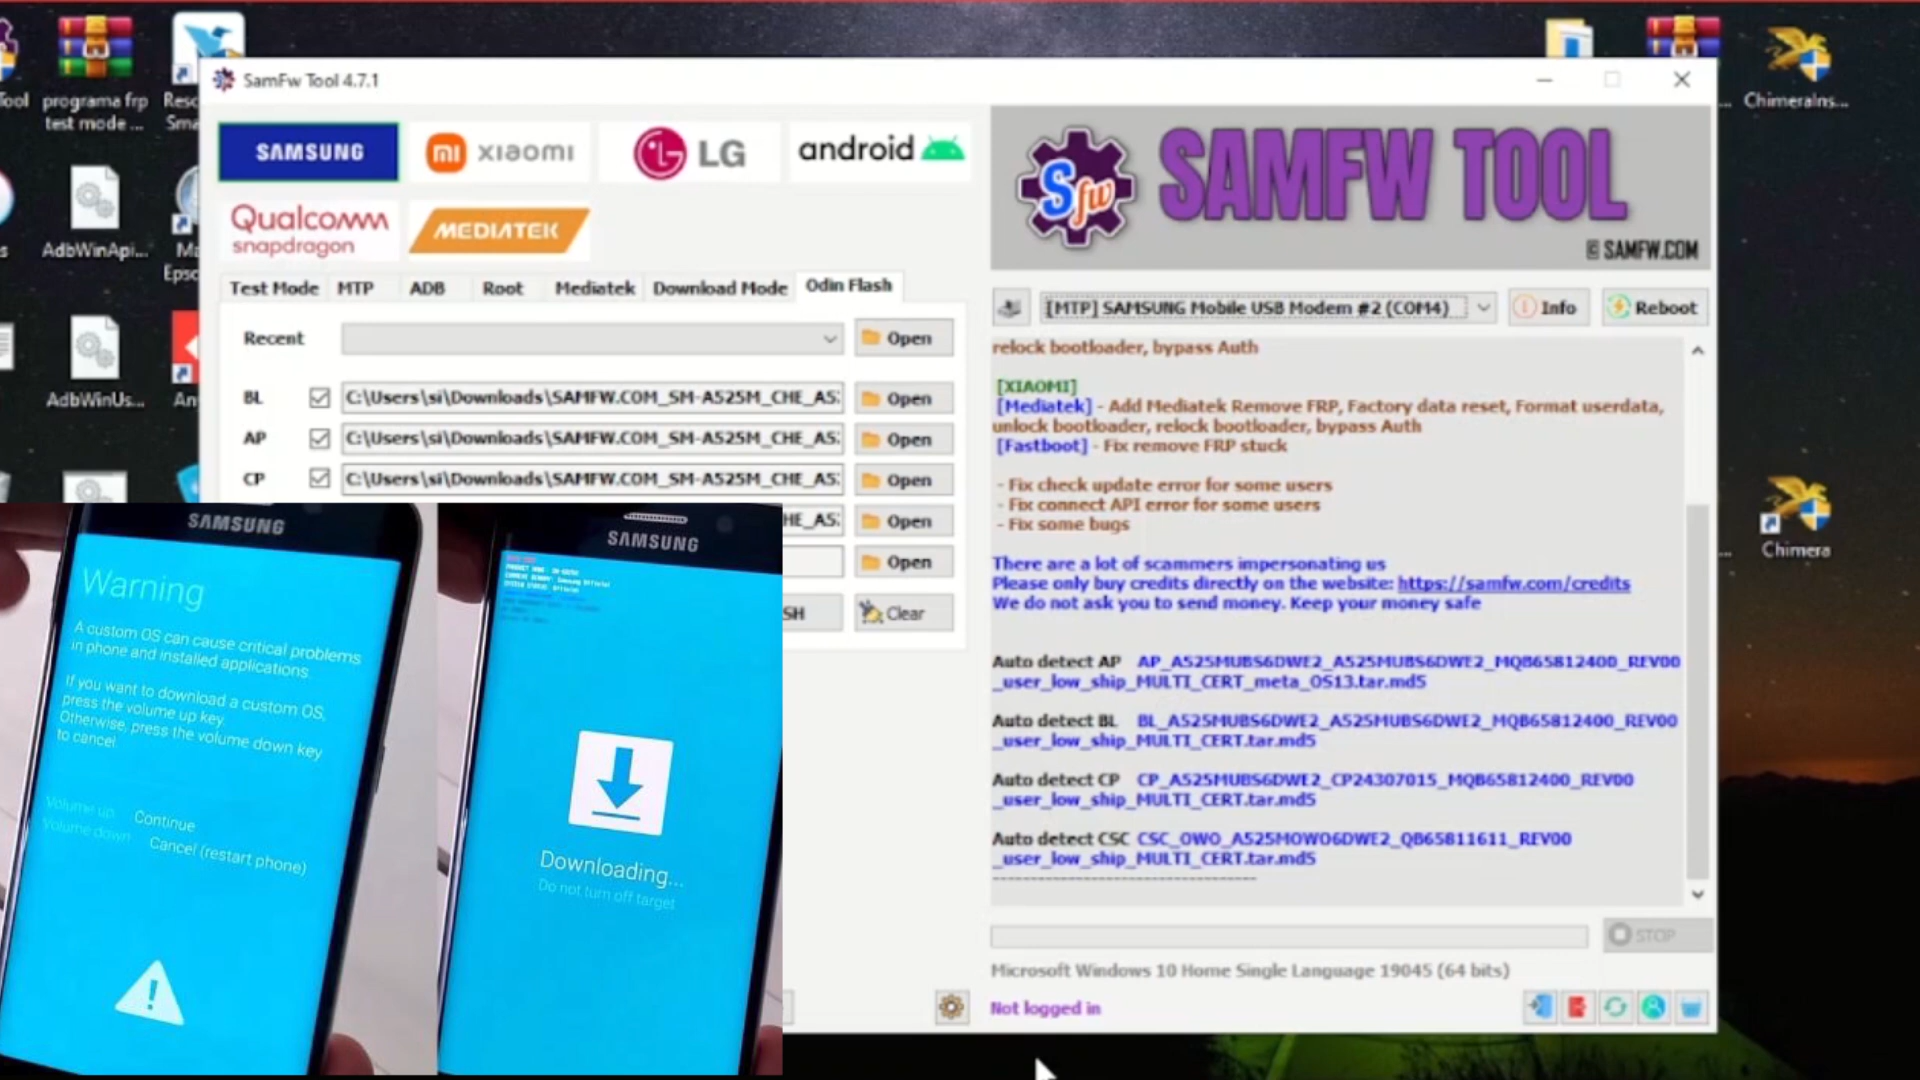 Tool
programa frp
test mode ...
SamFw Tool 4.7.1
ChimeraIns...
SAMSUNG
mi xiaomi
LG
android
Qualcomm
snapdragon
MEDIATEK
Sfw SAMFW TOOL
© SAMFW.COM
AdbWinApi...
Epsc
Test Mode MTP ADB Root Mediatek Download Mode Odin Flash
[MTP] SAMSUNG Mobile USB Modem #2 (COM4) Info Reboot
Recent Open
BL C:\Users\si\Downloads\SAMFW.COM_SM-A525M_CHE_A5 Open
AP C:\Users\si\Downloads\SAMFW.COM_SM-A525M_CHE_A5 Open
CP C:\Users\si\Downloads\SAMFW.COM_SM-A525M_CHE_A5 Open
HE_A5 Open
Open
SH Clear
AdbWinUs...
An
Chimera
relock bootloader, bypass Auth
[XIAOMI]
[Mediatek] - Add Mediatek Remove FRP, Factory data reset, Format userdata,
unlock bootloader, relock bootloader, bypass Auth
[Fastboot] - Fix remove FRP stuck
- Fix check update error for some users
- Fix connect API error for some users
- Fix some bugs
There are a lot of scammers impersonating us
Please only buy credits directly on the website: https://samfw.com/credits
We do not ask you to send money. Keep your money safe
Auto detect AP AP_A525MUBS6DWE2_A525MUBS6DWE2_MQB65812400_REV00
_user_low_ship_MULTI_CERT_meta_OS13.tar.md5
Auto detect BL BL_A525MUBS6DWE2_A525MUBS6DWE2_MQB65812400_REV00
_user_low_ship_MULTI_CERT.tar.md5
Auto detect CP CP_A525MUBS6DWE2_CP24307015_MQB65812400_REV00
_user_low_ship_MULTI_CERT.tar.md5
Auto detect CSC CSC_OWO_A525MOWO6DWE2_QB65811611_REV00
_user_low_ship_MULTI_CERT.tar.md5
----------------------------------
STOP
Microsoft Windows 10 Home Single Language 19045 (64 bits)
Not logged in
SAMSUNG
Warning
A custom OS can cause critical problems
in phone and installed applications.
If you want to download a custom OS,
press the volume up key.
Otherwise, press the volume down key
to cancel.
Volume up Continue
Volume down Cancel (restart phone)
SAMSUNG
Downloading...
Do not turn off target